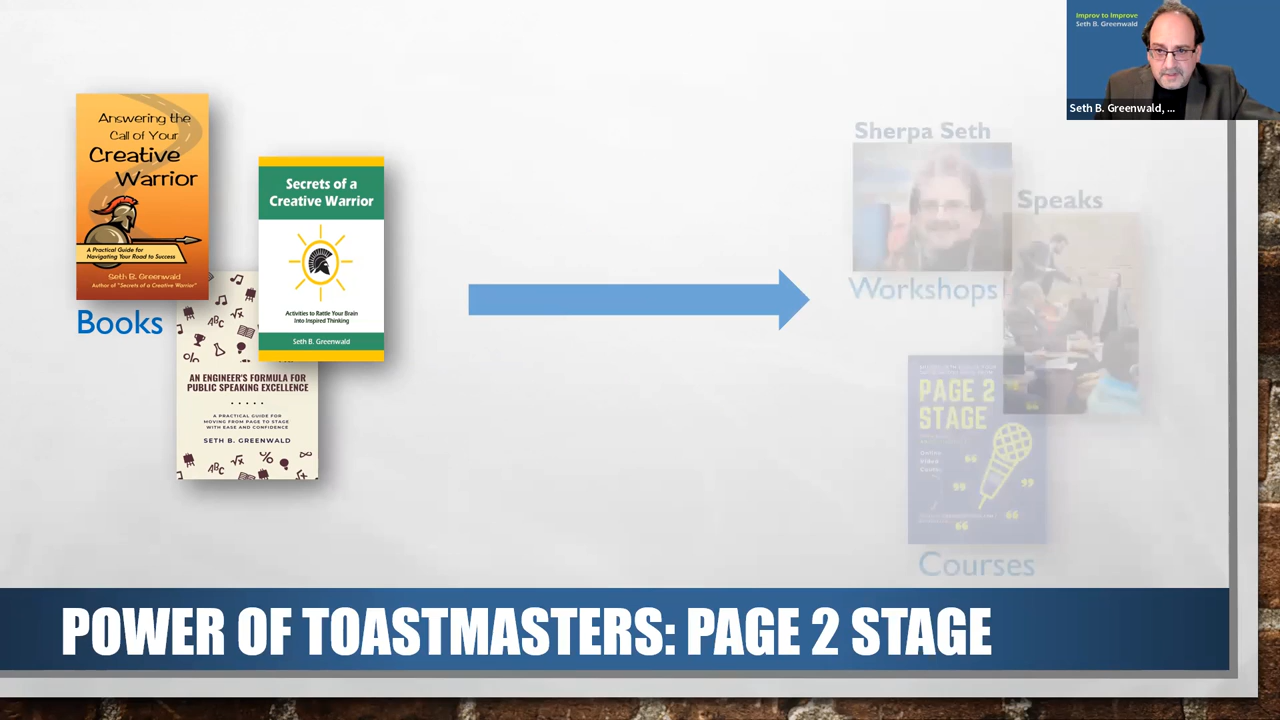 Improv to Improve
Seth B. Greenwald
Seth B. Greenwald, ...
Answering the
Call of Your
Creative
Warrior
A Practical Guide for
Navigating Your Road to Success
Seth B. Greenwald
Author of "Secrets of a Creative Warrior"
Books
Secrets of a
Creative Warrior
Activities to Rattle Your Brain
Into Inspired Thinking
Seth B. Greenwald
AN ENGINEER'S FORMULA FOR
PUBLIC SPEAKING EXCELLENCE
A PRACTICAL GUIDE FOR
MOVING FROM PAGE TO STAGE
WITH EASE AND CONFIDENCE
SETH B. GREENWALD
Sherpa Seth
Workshops
Speaks
PAGE 2
STAGE
Online
Video
Courses
POWER OF TOASTMASTERS: PAGE 2 STAGE